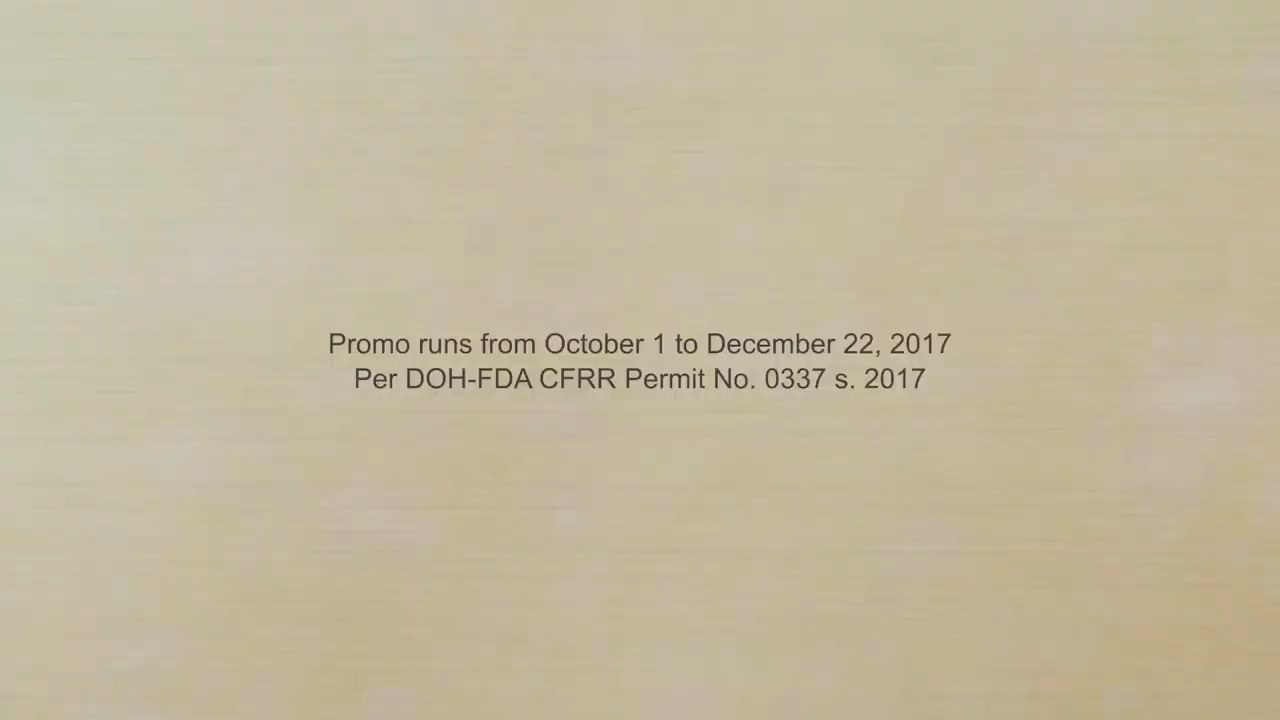 Promo runs from October 1 to December 22, 2017
Per DOH-FDA CFRR Permit No. 0337 s. 2017